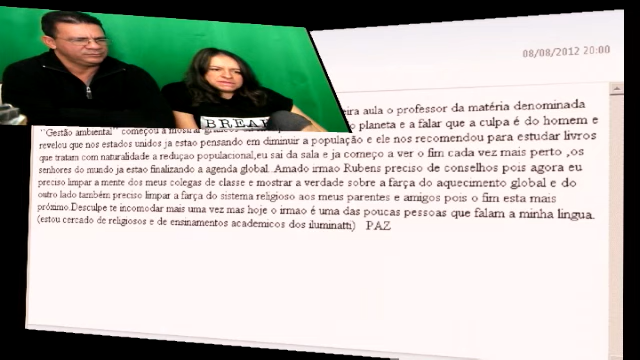 08/08/2012 20:00
BREAK
eira aula o professor da matéria denominada
"Gestão ambiental" começou a mostrar planeta e a falar que a culpa é do homem e
revelou que nos estados unidos ja estao pensando em diminuir a população e ele nos recomendou para estudar livros
que tratam com naturalidade a redução populacional,eu sai da sala e ja começo a ver o fim cada vez mais perto ,os
senhores do mundo ja estao finalizando a agenda global. Amado irmao Rubens preciso de conselhos pois agora eu
preciso limpar a mente dos meus colegas de classe e mostrar a verdade sobre a farça do aquecimento global e do
outro lado também preciso limpar a farça do sistema religioso aos meus parentes e amigos pois o fim esta mais
próximo.Desculpe te incomodar mais uma vez mas hoje o irmao é uma das poucas pessoas que falam a minha lingua.
(estou cercado de religiosos e de ensinamentos academicos dos iluminatti) PAZ